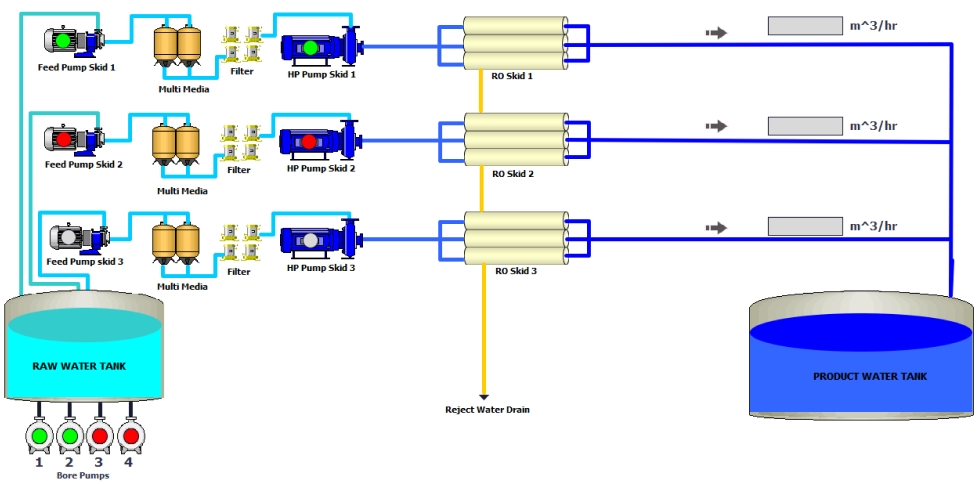 m^3/hr
Feed Pump Skid 1
Multi Media
Filter
HP Pump Skid 1
RO Skid 1
m^3/hr
Feed Pump Skid 2
Multi Media
Filter
HP Pump Skid 2
RO Skid 2
m^3/hr
Feed Pump skid 3
Multi Media
Filter
HP Pump Skid 3
RO Skid 3
RAW WATER TANK
PRODUCT WATER TANK
Reject Water Drain
1 2 3 4
Bore Pumps